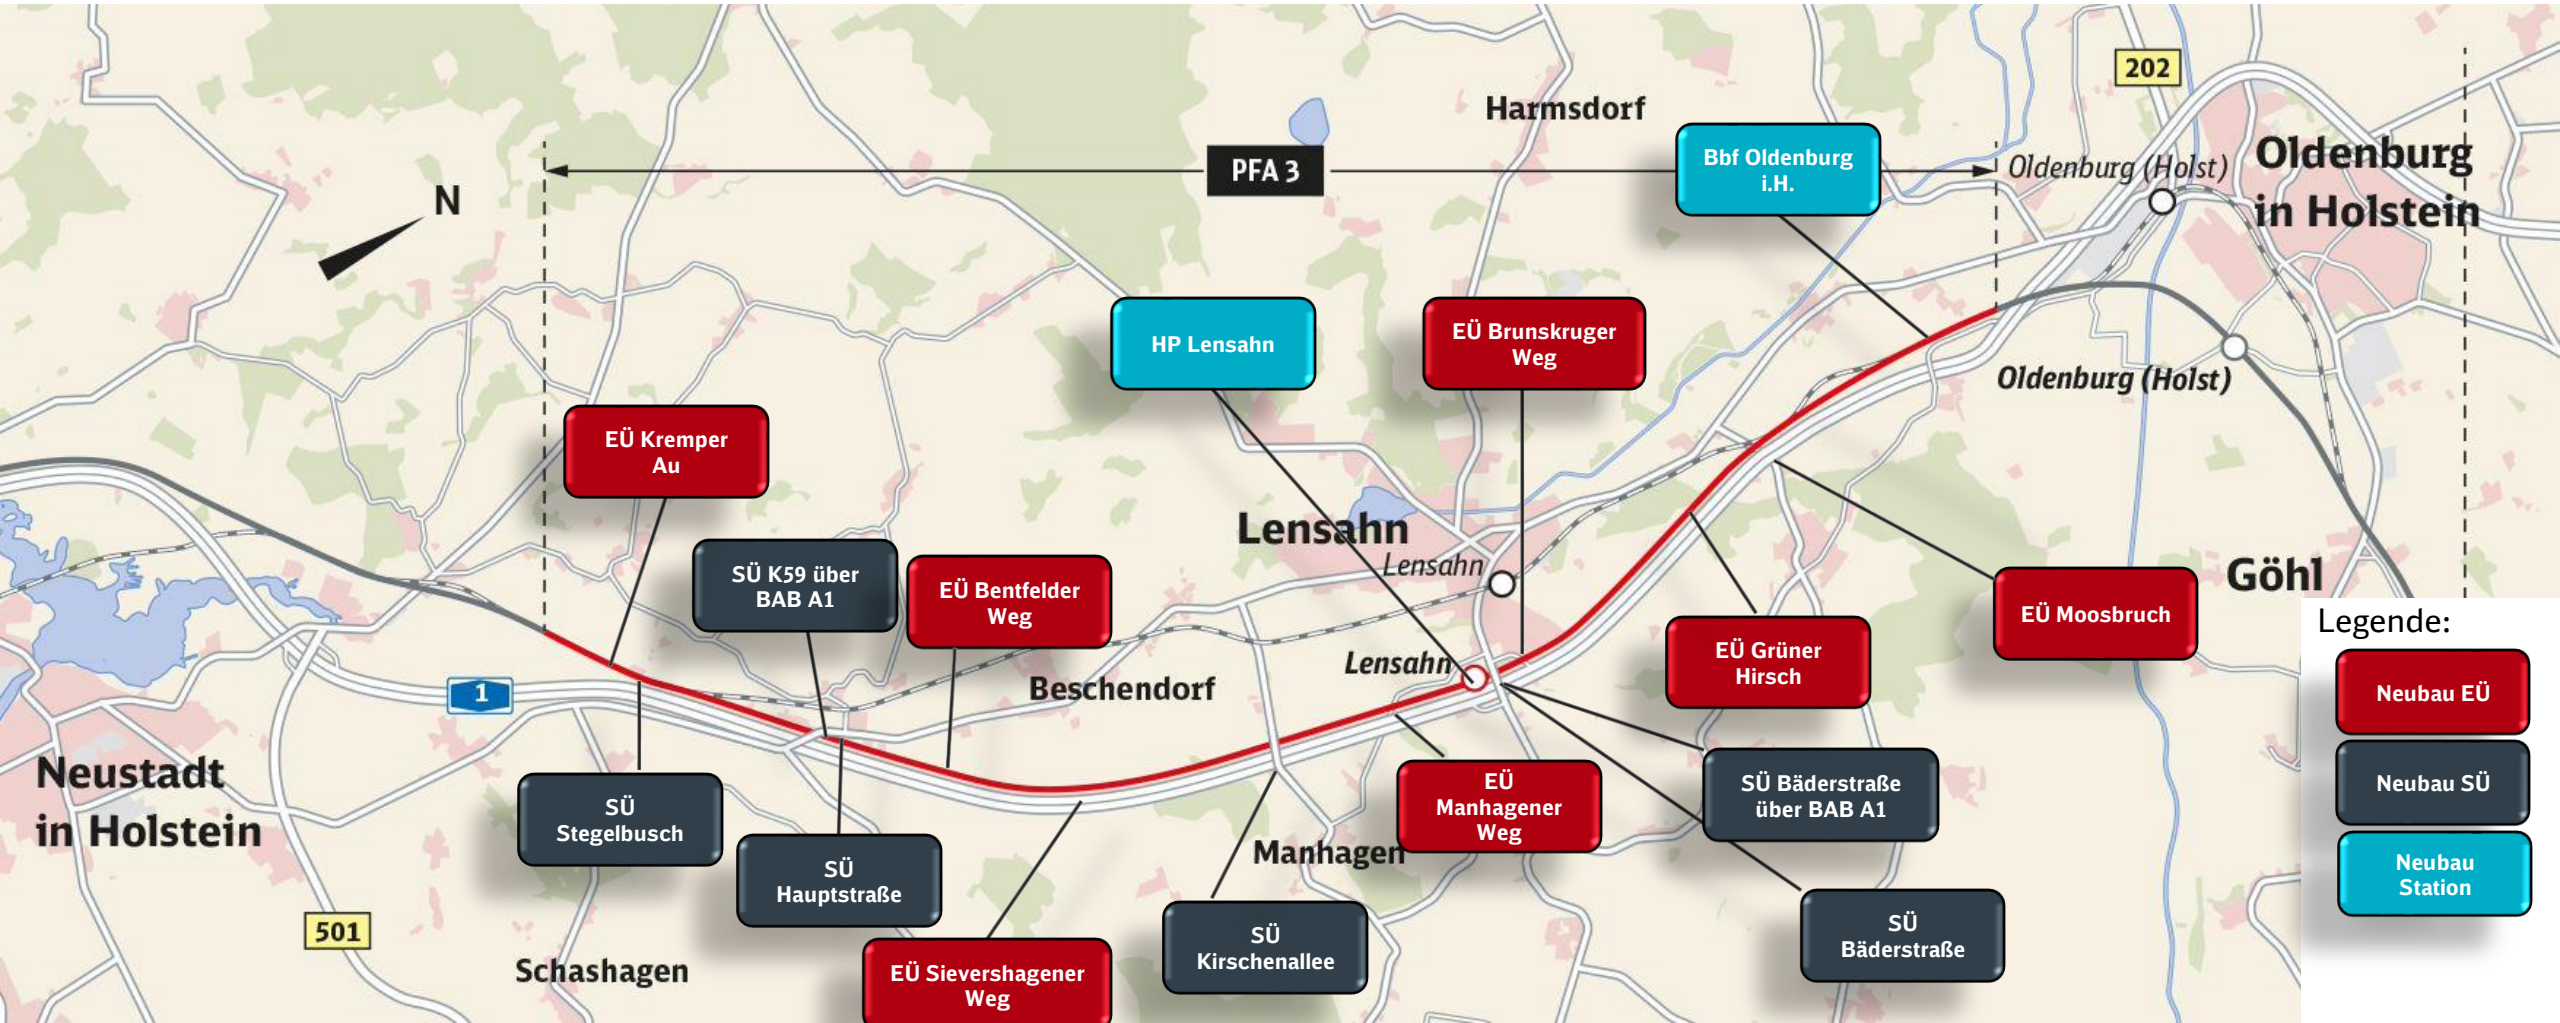 202
Harmsdorf
Bbf Oldenburg
i.H.
PFA 3
Oldenburg (Holst)
Oldenburg
in Holstein
N
HP Lensahn
EÜ Brunskruger
Weg
Oldenburg (Holst)
EÜ Kremper
Au
Lensahn
Lensahn
SÜ K59 über
BAB A1
EÜ Bentfelder
Weg
Göhl
EÜ Moosbruch
Legende:
Neubau EÜ
Neubau SÜ
Neubau
Station
EÜ Grüner
Hirsch
Lensahn
Beschendorf
1
Neustadt
in Holstein
SÜ
Stegelbusch
EÜ
Manhagener
Weg
SÜ Bäderstraße
über BAB A1
Manhagen
SÜ
Hauptstraße
SÜ
Kirschenallee
SÜ
Bäderstraße
501
Schashagen
EÜ Sievershagener
Weg